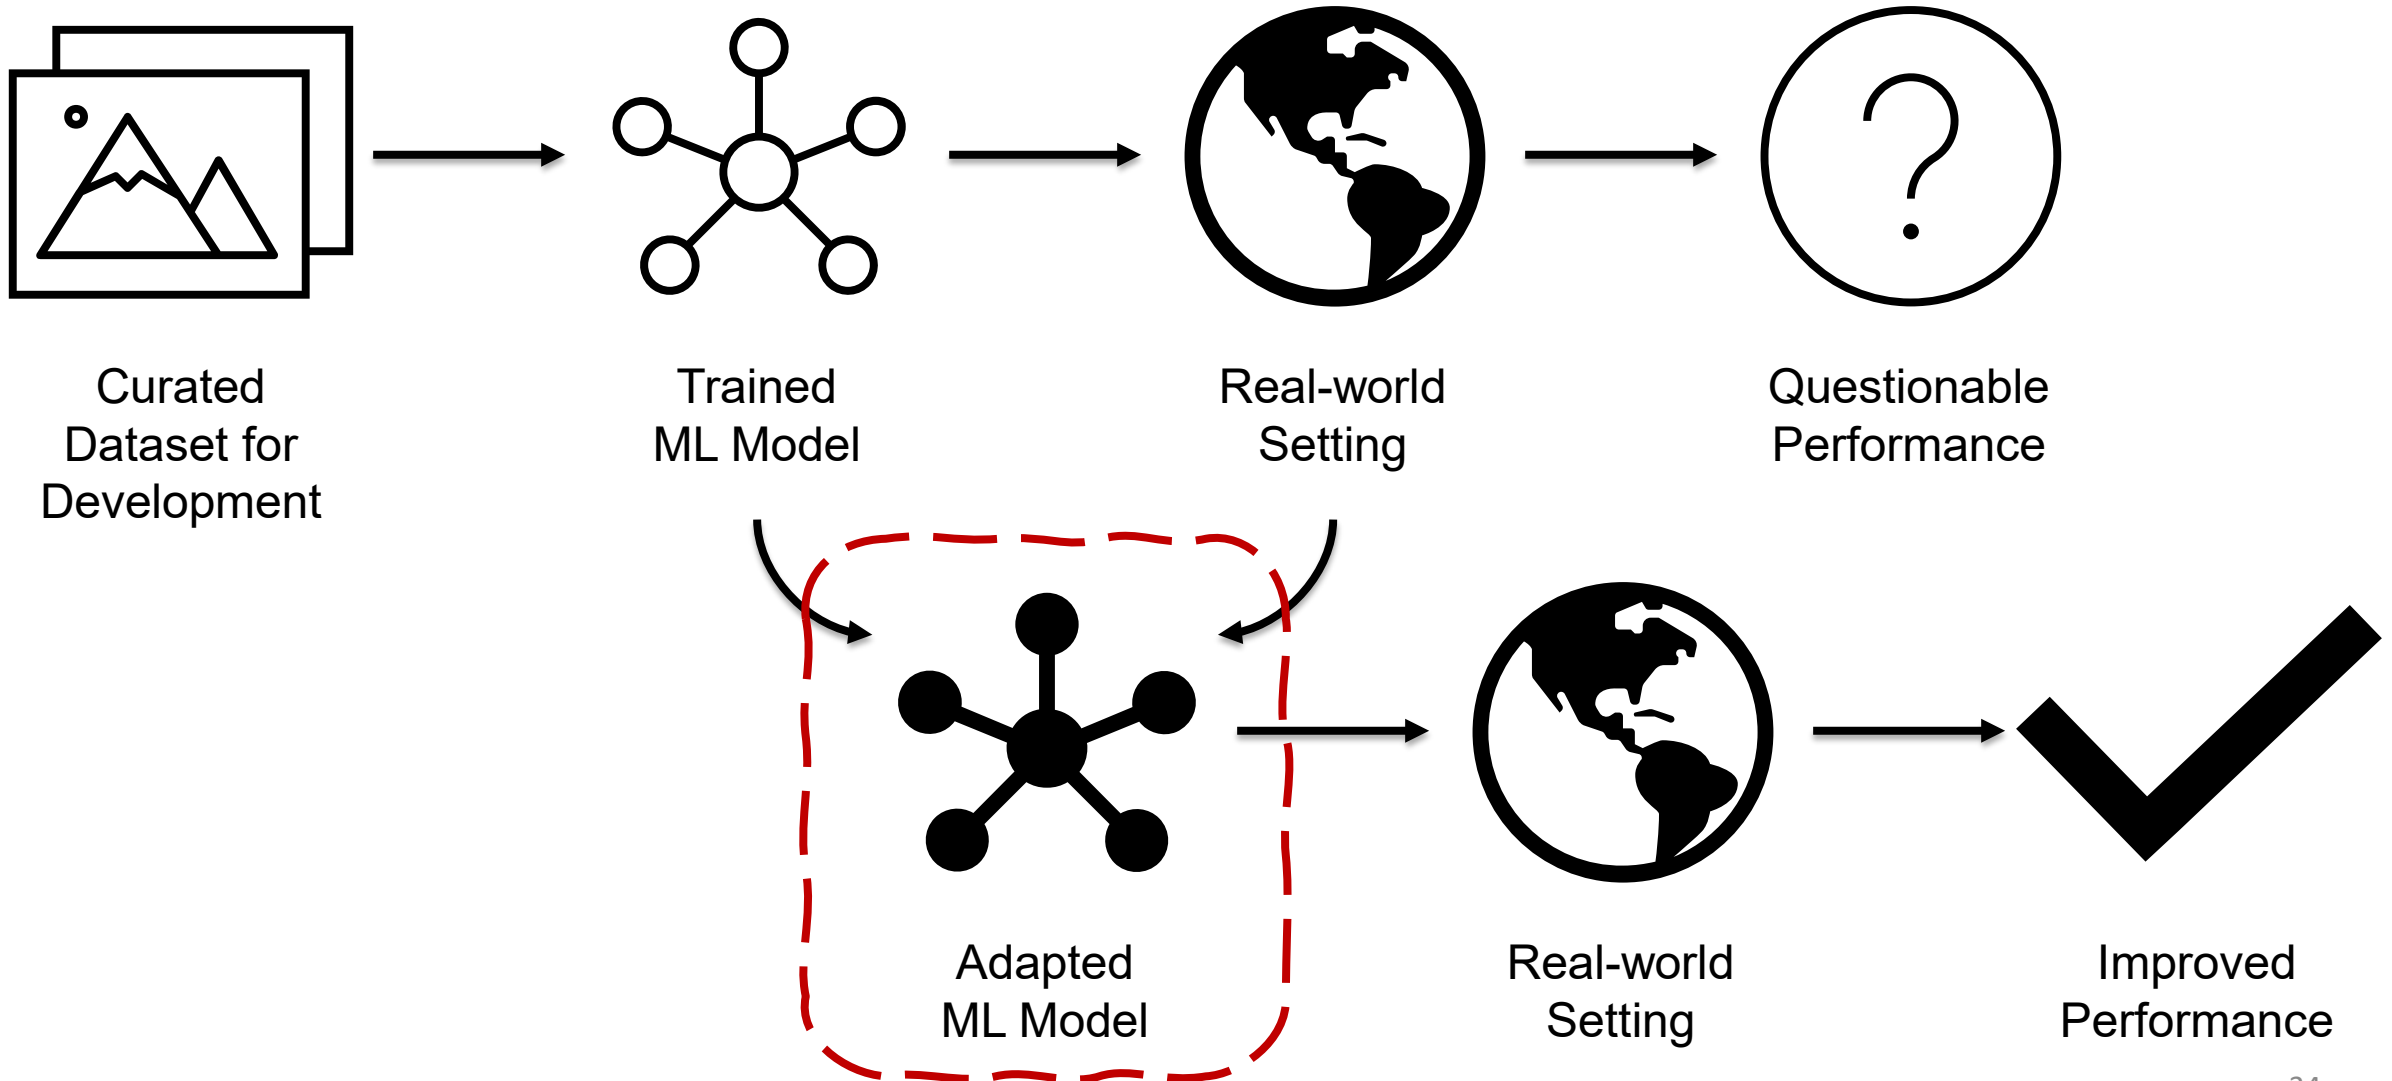 Curated
Dataset for
Development
Trained
ML Model
Real-world
Setting
Questionable
Performance
Adapted
ML Model
Real-world
Setting
Improved
Performance